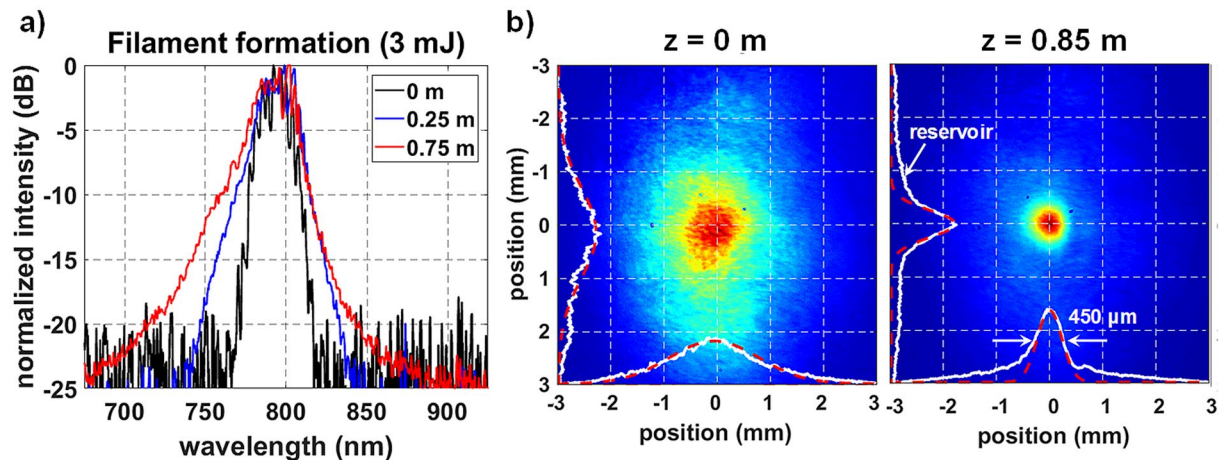 a)
Filament formation (3 mJ)
normalized intensity (dB)
0
-5
-10
-15
-20
-25
0 m
0.25 m
0.75 m
700
750
800
850
900
wavelength (nm)
b)
z = 0 m
position (mm)
-3
-2
-1
0
1
2
3
-3
-2
-1
0
1
2
3
position (mm)
z = 0.85 m
reservoir
450 µm
-3
-2
-1
0
1
2
3
position (mm)